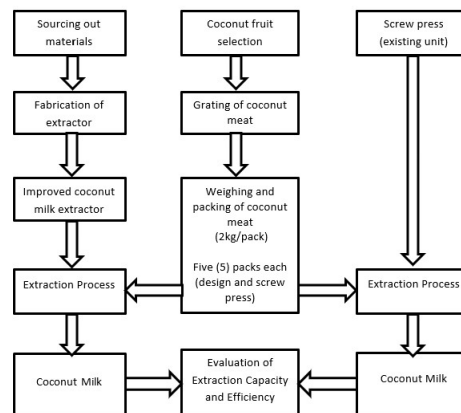 Sourcing out
materials
Coconut fruit
selection
Screw press
(existing unit)
Fabrication of
extractor
Grating of coconut
meat
Improved coconut
milk extractor
Weighing and
packing of coconut
meat
(2kg/pack)
Five (5) packs each
(design and screw
press)
Extraction Process
Extraction Process
Coconut Milk
Evaluation of
Extraction Capacity
and Efficiency
Coconut Milk